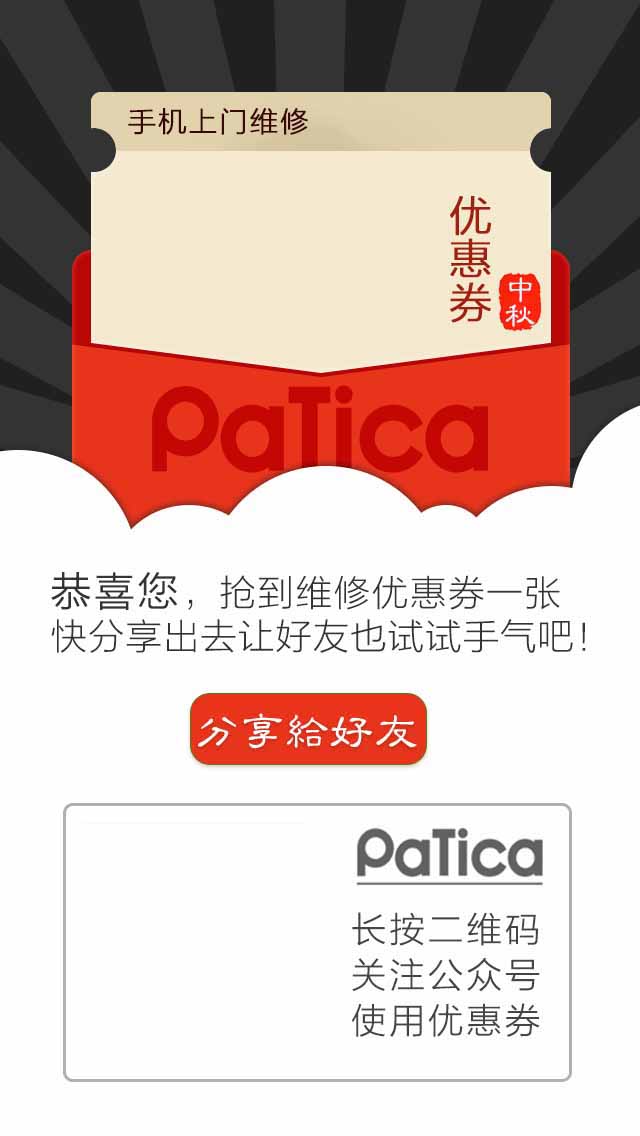 手机上门维修
优惠券
中秋
PaTica
恭喜您，抢到维修优惠券一张
快分享出去让好友也试试手气吧！
分享給好友
PaTica
长按二维码
关注公众号
使用优惠券